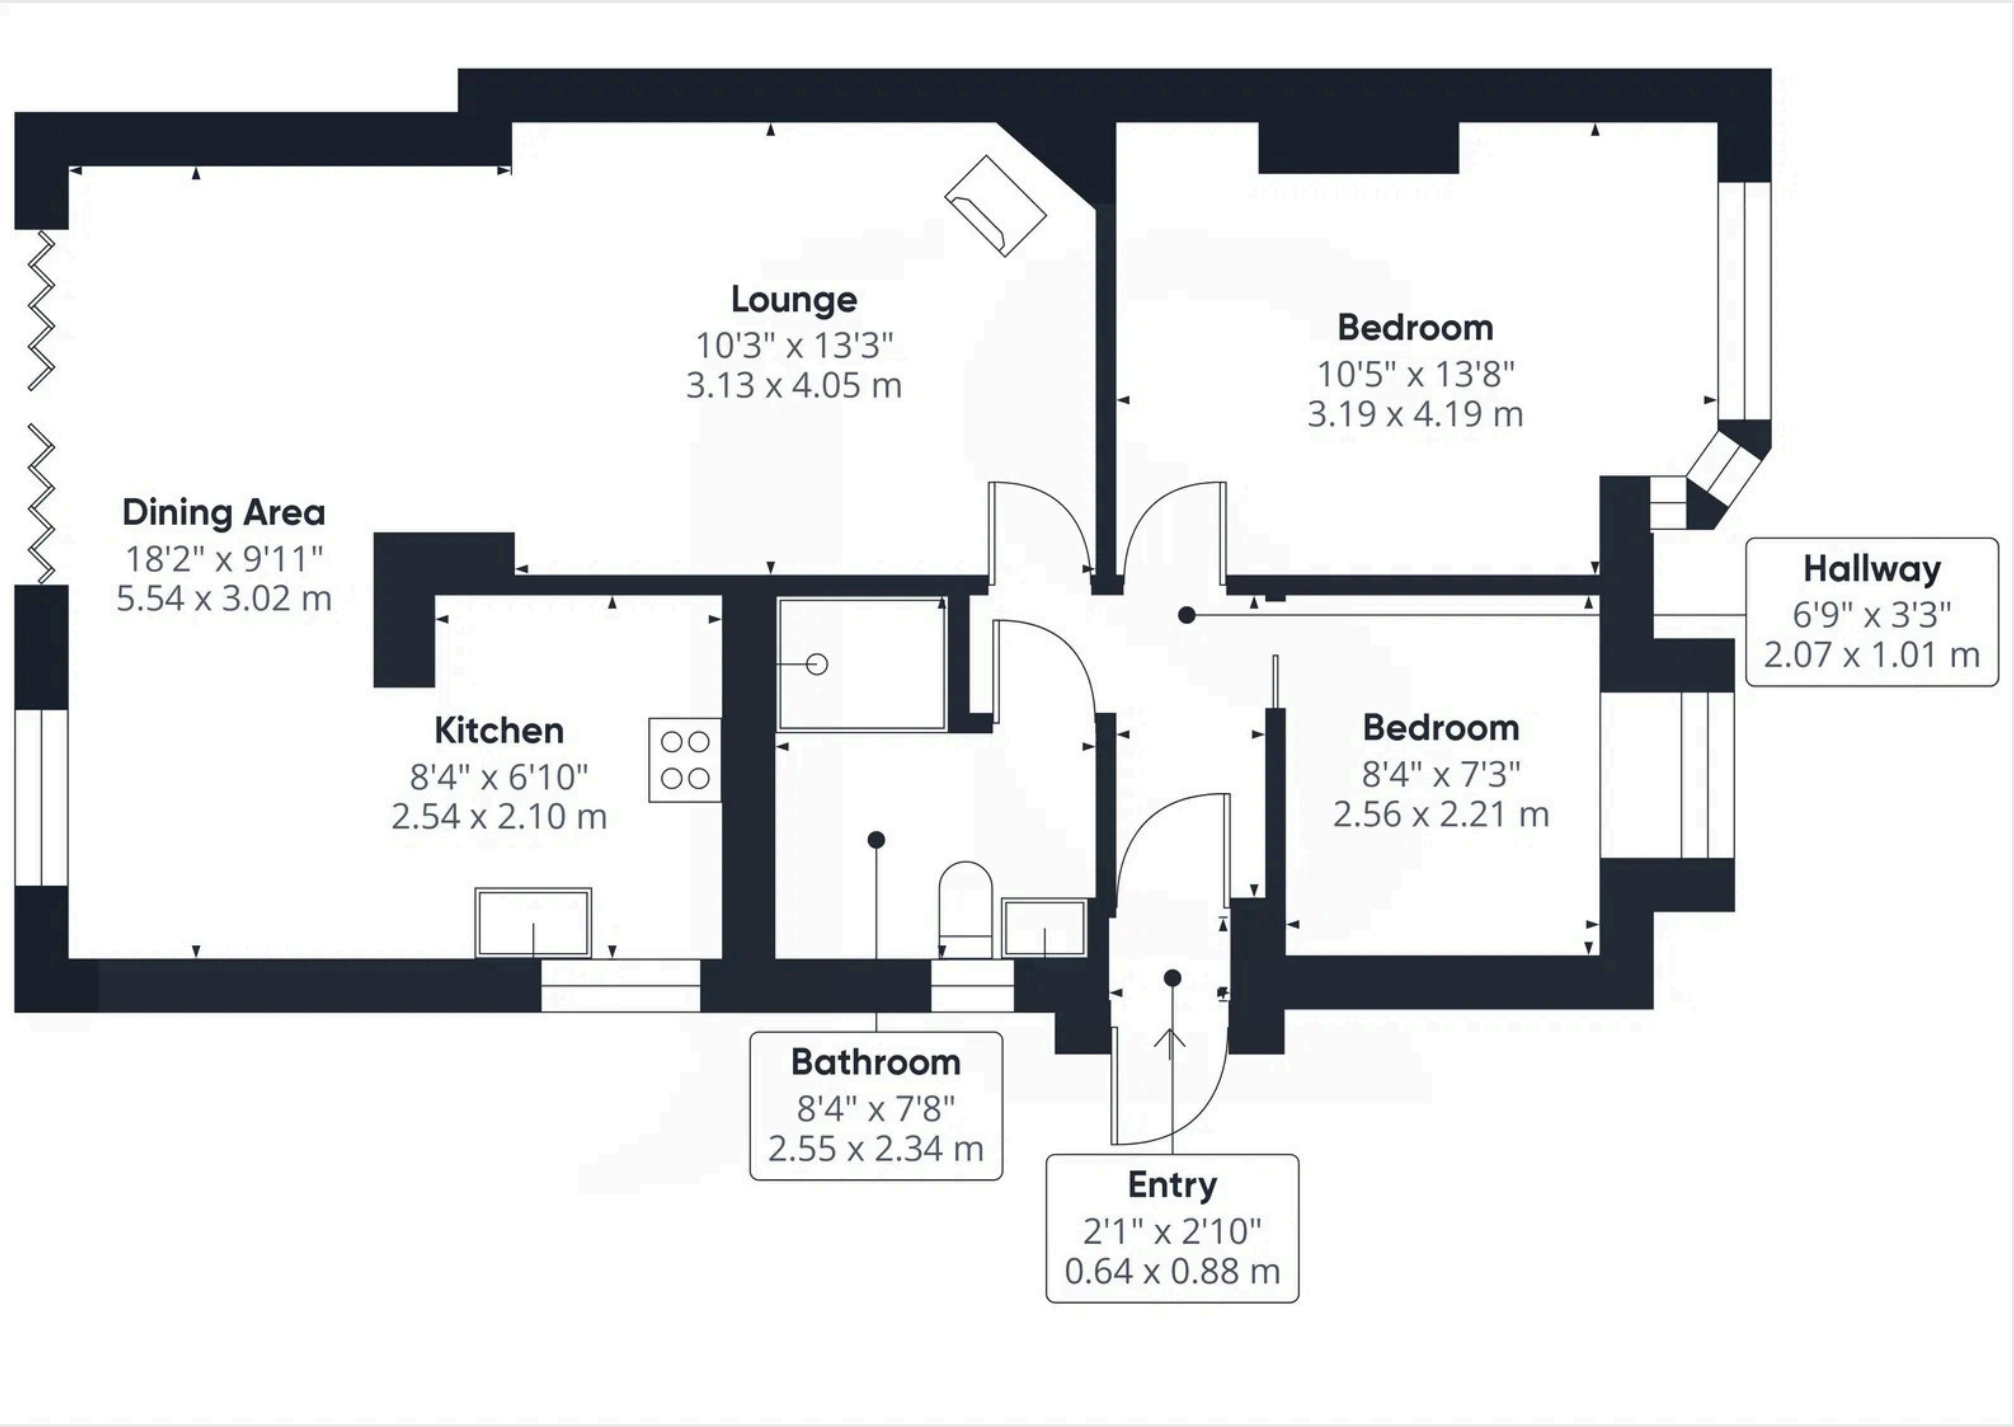 Lounge
10'3" x 13'3"
3.13 x 4.05 m
Bedroom
10'5" x 13'8"
3.19 x 4.19 m
Dining Area
18'2" x 9'11"
5.54 x 3.02 m
Hallway
6'9" x 3'3"
2.07 x 1.01 m
Kitchen
8'4" x 6'10"
2.54 x 2.10 m
Bedroom
8'4" x 7'3"
2.56 x 2.21 m
Bathroom
8'4" x 7'8"
2.55 x 2.34 m
Entry
2'1" x 2'10"
0.64 x 0.88 m